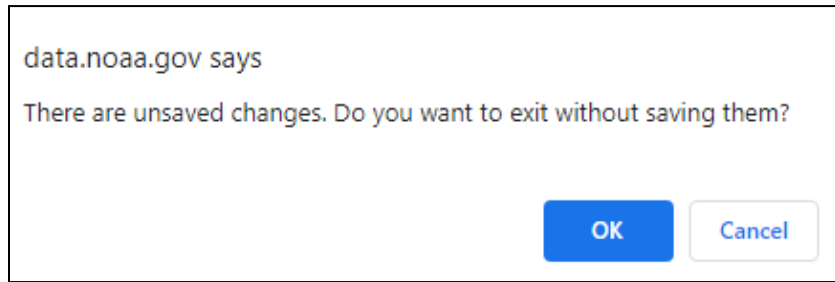 data.noaa.gov says
There are unsaved changes. Do you want to exit without saving them?
OK
Cancel